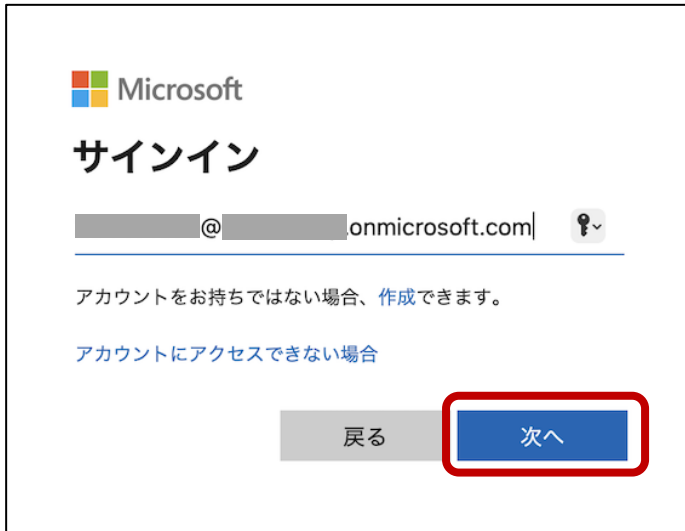 Microsoft
サインイン
@ .onmicrosoft.com
アカウントをお持ちではない場合、作成できます。
アカウントにアクセスできない場合
戻る 次へ